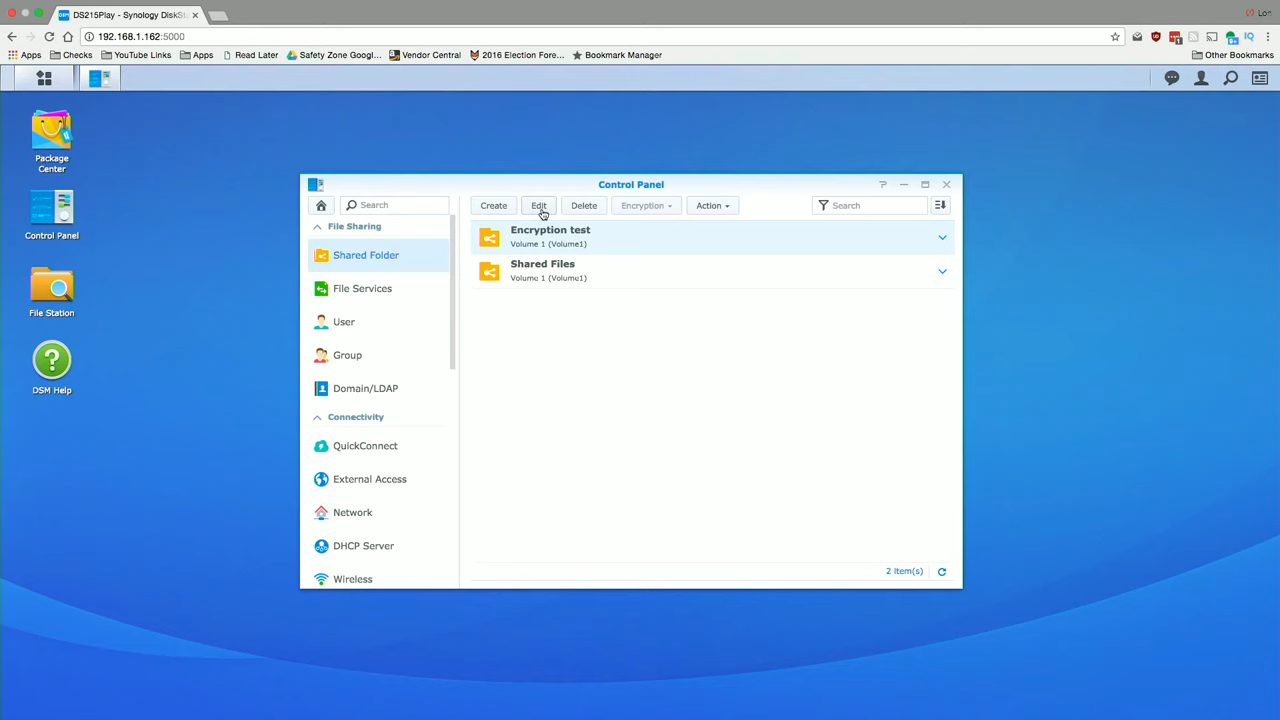 DS215Play - Synology DiskSt
Lon
192.168.1.162:5000
Apps
Checks
YouTube Links
Apps
Read Later
Safety Zone Googl...
Vendor Central
2016 Election Fore...
Bookmark Manager
Other Bookmarks
Package
Center
Control Panel
File Station
DSM Help
Control Panel
Search
Create
Edit
Delete
Encryption
Action
Search
File Sharing
Shared Folder
File Services
User
Group
Domain/LDAP
Connectivity
QuickConnect
External Access
Network
DHCP Server
Wireless
Encryption test
Volume 1 (Volume1)
Shared Files
Volume 1 (Volume1)
2 item(s)